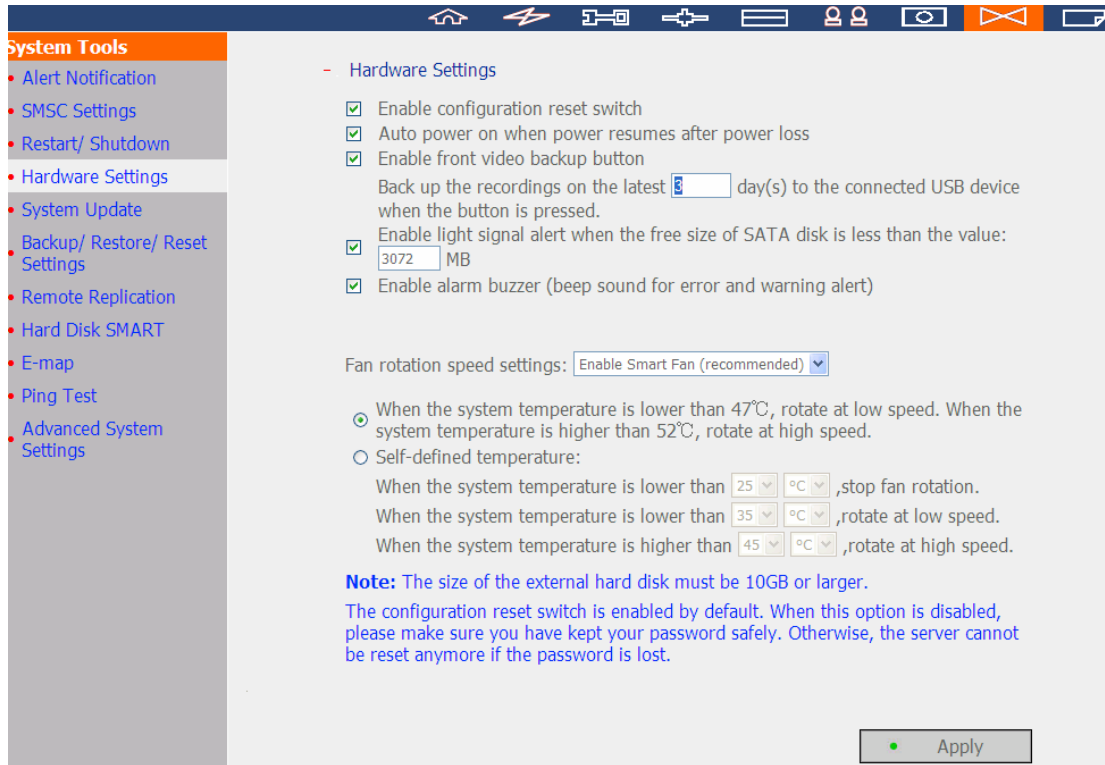 System Tools
Alert Notification
SMSC Settings
Restart/ Shutdown
Hardware Settings
System Update
Backup/ Restore/ Reset
Settings
Remote Replication
Hard Disk SMART
E-map
Ping Test
Advanced System
Settings
– Hardware Settings
Enable configuration reset switch
Auto power on when power resumes after power loss
Enable front video backup button
Back up the recordings on the latest 3 day(s) to the connected USB device
when the button is pressed.
Enable light signal alert when the free size of SATA disk is less than the value:
3072 MB
Enable alarm buzzer (beep sound for error and warning alert)
Fan rotation speed settings: Enable Smart Fan (recommended)
When the system temperature is lower than 47℃, rotate at low speed. When the
system temperature is higher than 52℃, rotate at high speed.
Self-defined temperature:
When the system temperature is lower than 25 °C ,stop fan rotation.
When the system temperature is lower than 35 °C ,rotate at low speed.
When the system temperature is higher than 45 °C ,rotate at high speed.
Note: The size of the external hard disk must be 10GB or larger.
The configuration reset switch is enabled by default. When this option is disabled,
please make sure you have kept your password safely. Otherwise, the server cannot
be reset anymore if the password is lost.
Apply